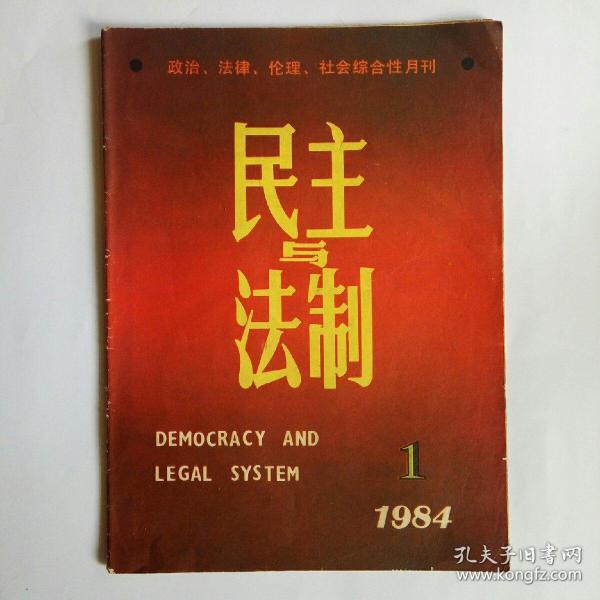 政治、法律、伦理、社会综合性月刊
民主
与
法制
DEMOCRACY AND
LEGAL SYSTEM
1
1984
孔夫子旧书网
www.kongfz.com